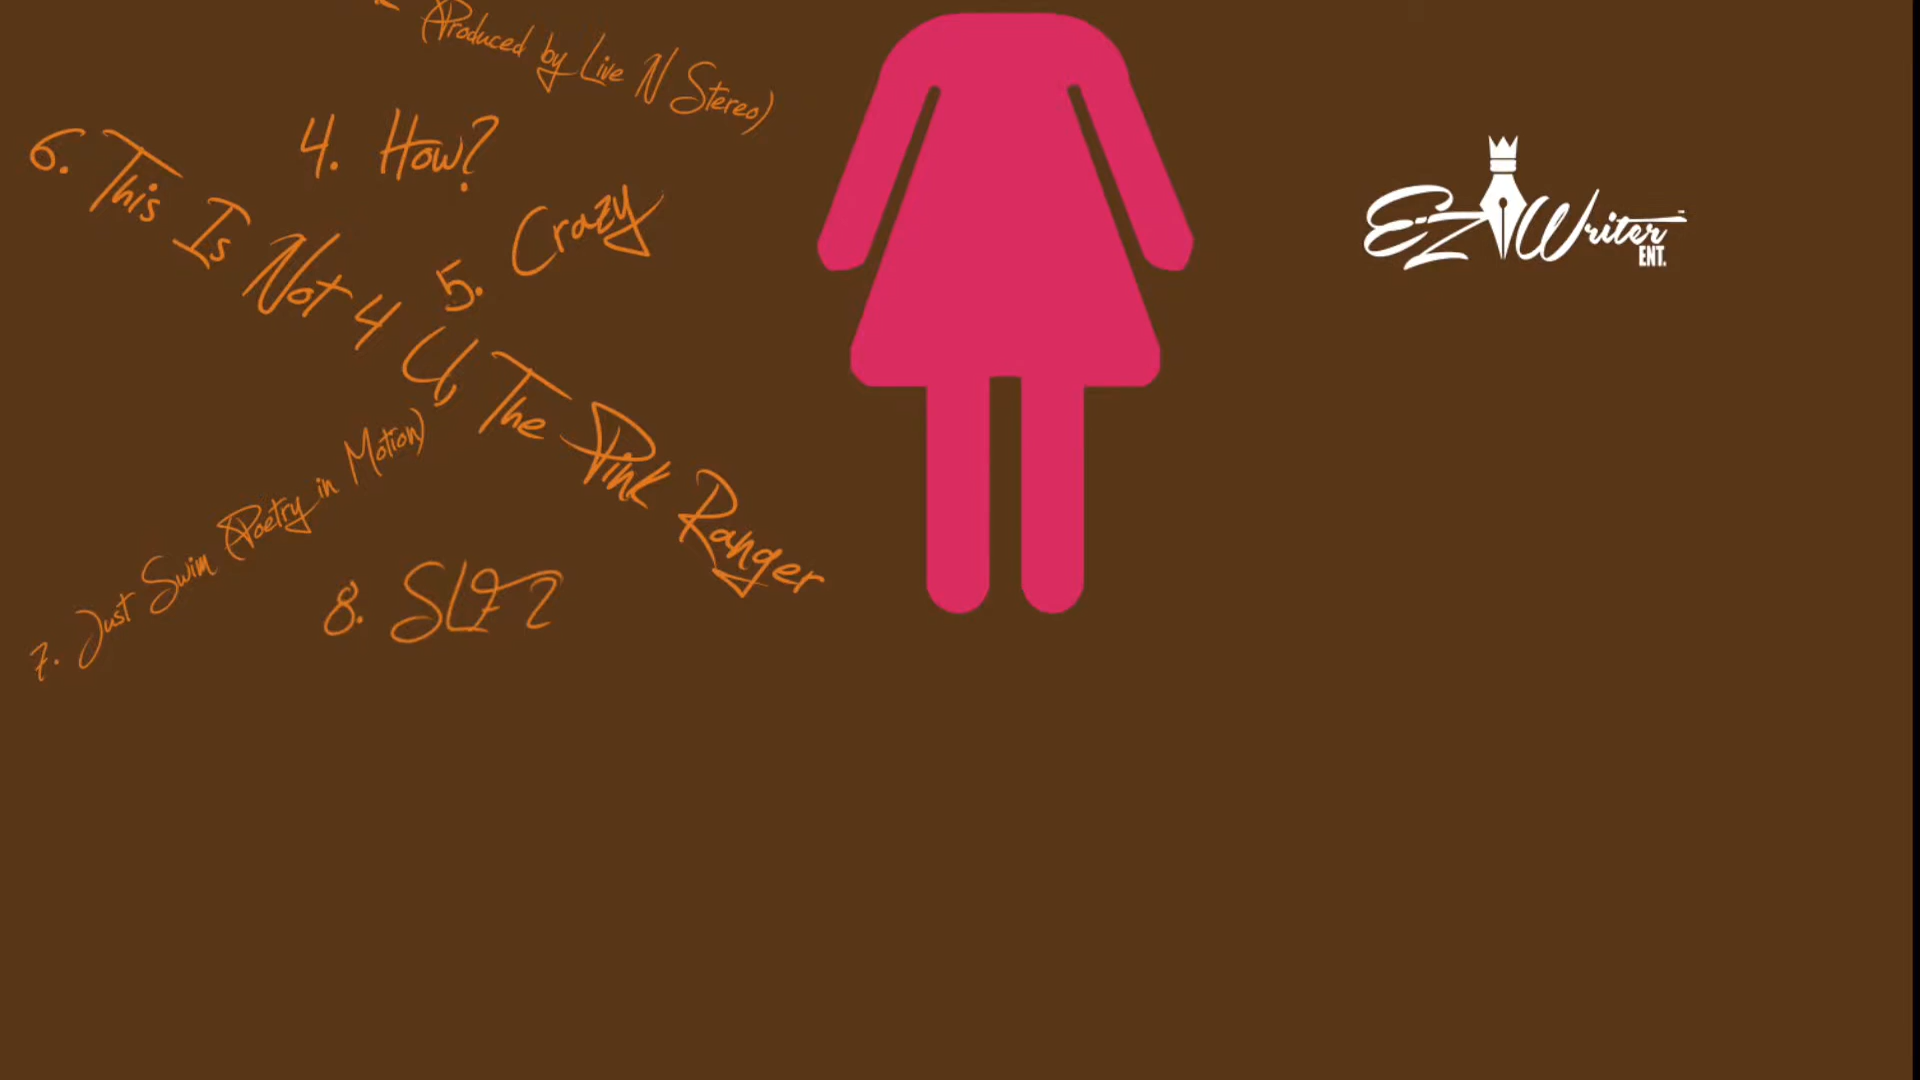 (Produced by Live N Stereo)
4. How?
5. Crazy
6. This Is Not 4 U, The Pink Ranger
7. Just Swim (Poetry in Motion)
8.
E-Z Writer
ENT.